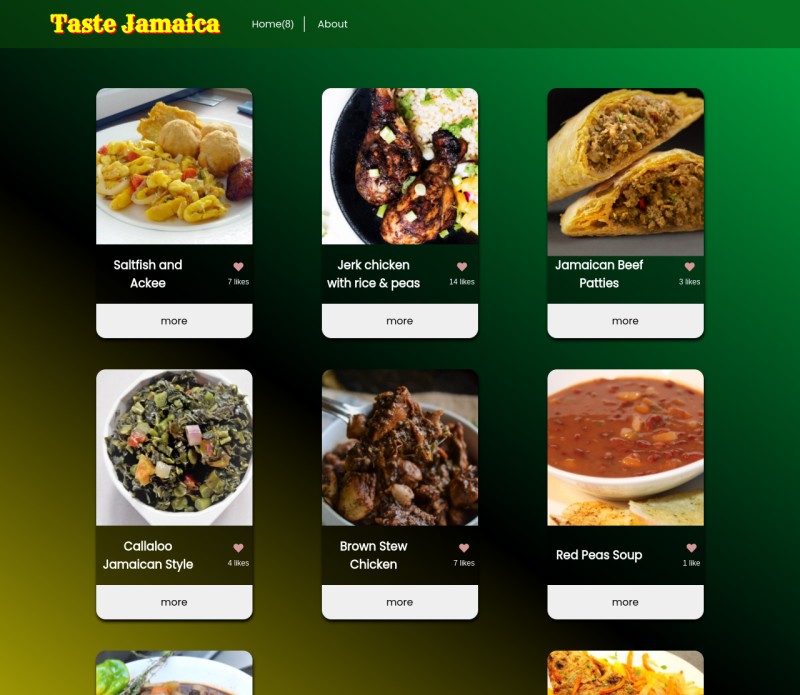 Taste Jamaica
Home(8)
About
Saltfish and
Ackee
7 likes
Jerk chicken
with rice & peas
14 likes
Jamaican Beef
Patties
3 likes
more
more
more
Callaloo
Jamaican Style
4 likes
Brown Stew
Chicken
7 likes
Red Peas Soup
1 like
more
more
more